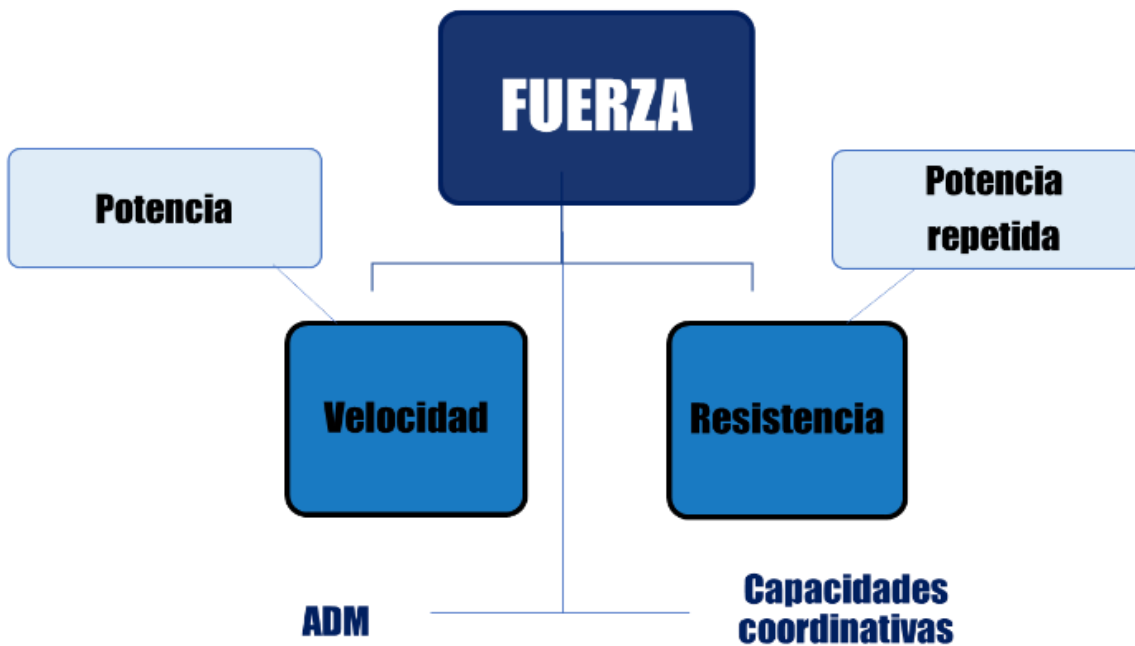 FUERZA
Potencia
Potencia
repetida
Velocidad
Resistencia
ADM
Capacidades
coordinativas